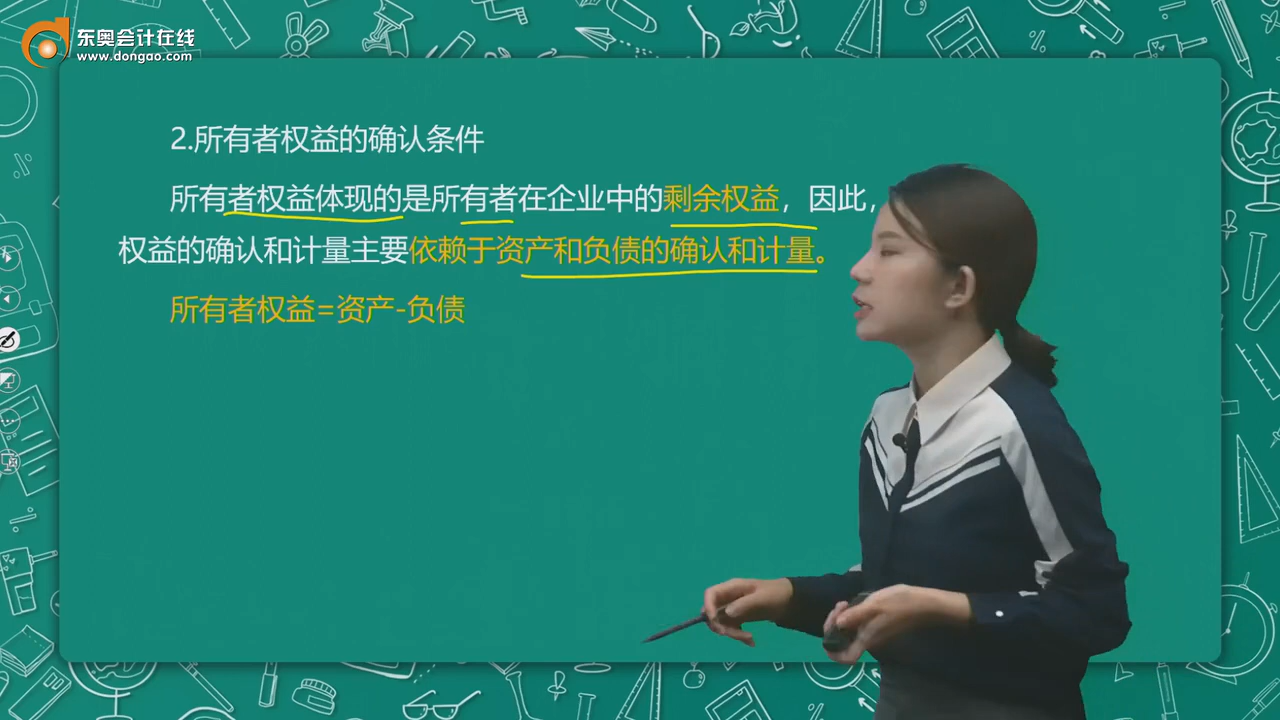 东奥会计在线
www.dongao.com
2.所有者权益的确认条件
所有者权益体现的是所有者在企业中的剩余权益，因此，
权益的确认和计量主要依赖于资产和负债的确认和计量。
所有者权益=资产-负债